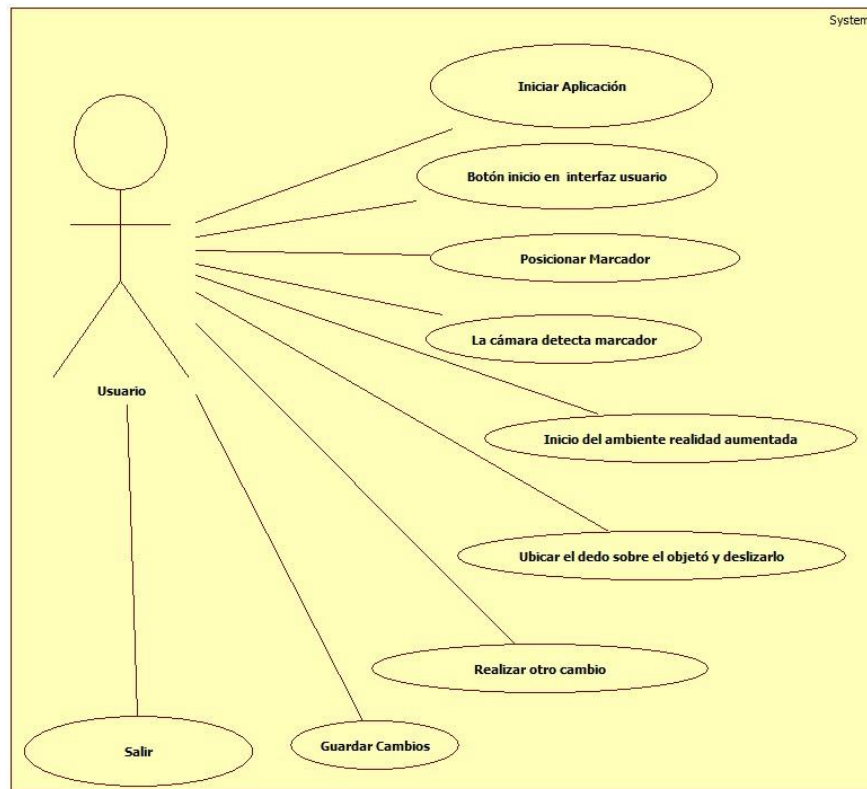 System
Iniciar Aplicación
Botón inicio en interfaz usuario
Posicionar Marcador
La cámara detecta marcador
Usuario
Inicio del ambiente realidad aumentada
Ubicar el dedo sobre el objetó y deslizarlo
Realizar otro cambio
Guardar Cambios
Salir